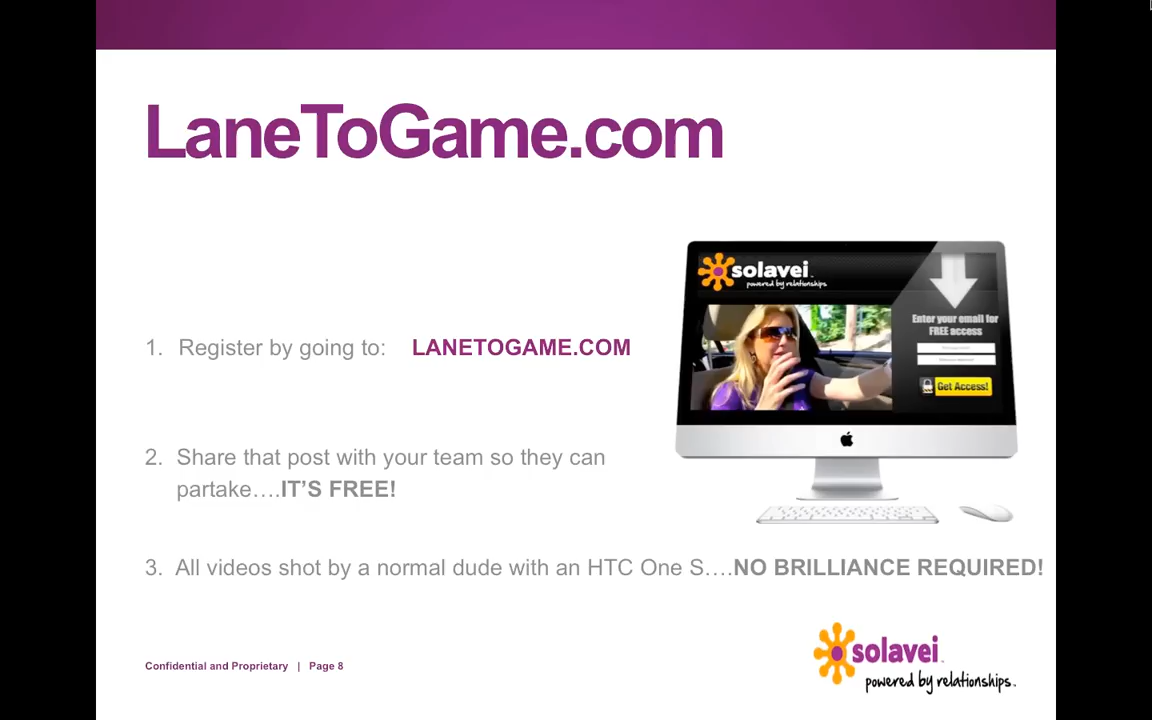 LaneToGame.com
solavei
powered by relationships
Enter your email for
FREE access
Get Access!
1. Register by going to: LANETOGAME.COM
2. Share that post with your team so they can
partake....IT'S FREE!
3. All videos shot by a normal dude with an HTC One S....NO BRILLIANCE REQUIRED!
Confidential and Proprietary | Page 8
solavei
powered by relationships.